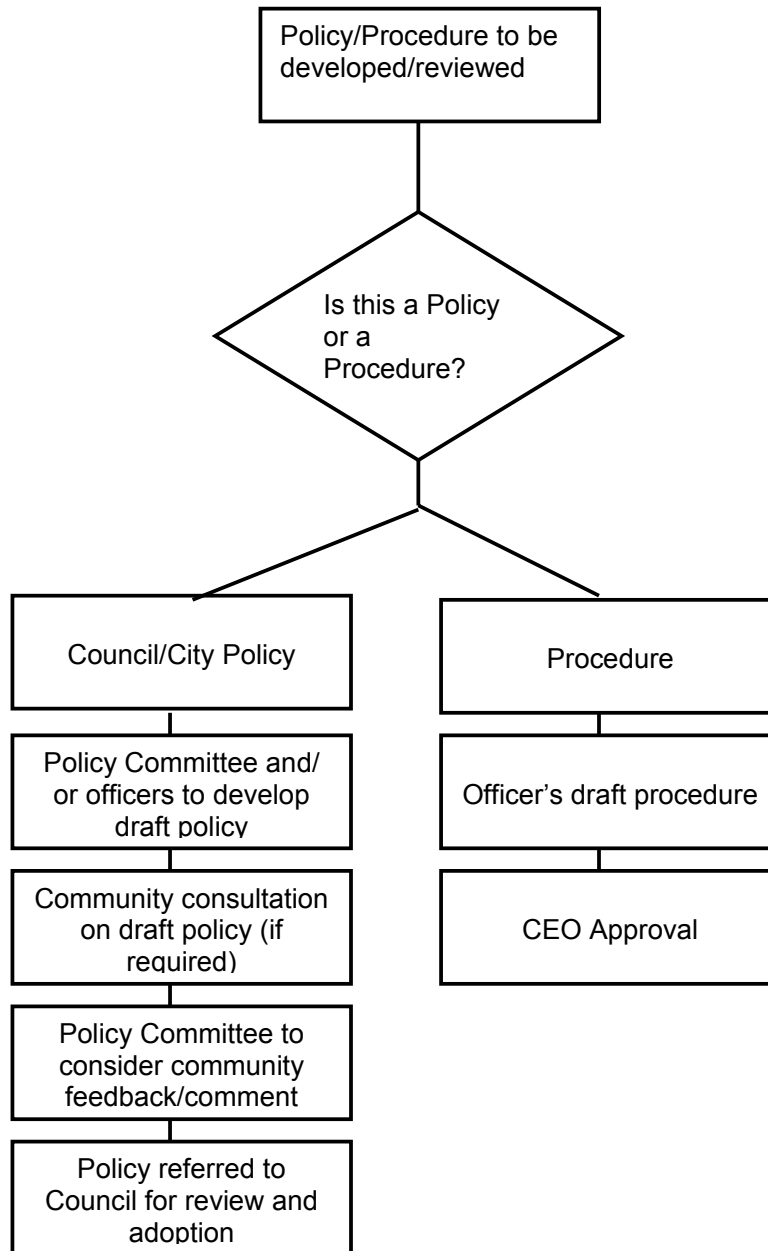 Policy/Procedure to be
developed/reviewed
Is this a Policy
or a
Procedure?
Council/City Policy
Policy Committee and/
or officers to develop
draft policy
Community consultation
on draft policy (if
required)
Policy Committee to
consider community
feedback/comment
Policy referred to
Council for review and
adoption
Procedure
Officer’s draft procedure
CEO Approval